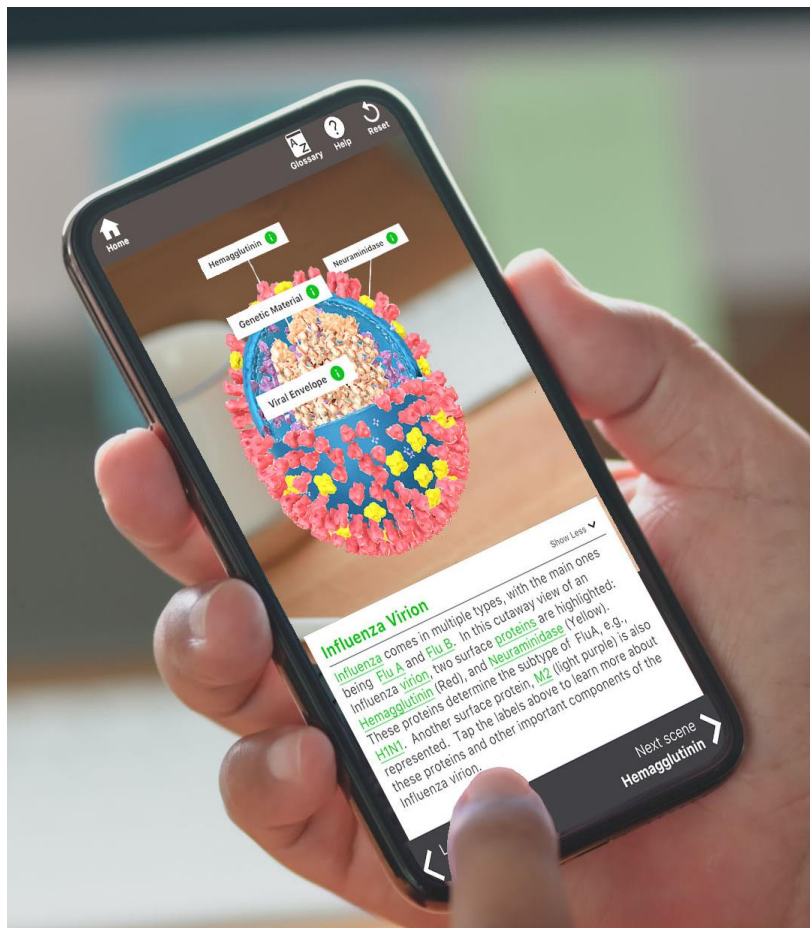 Home
Glossary
Help
Reset
Hemagglutinin
Neuraminidase
Genetic Material
Viral Envelope
Show Less
Influenza Virion
Influenza comes in multiple types, with the main ones
being Flu A and Flu B. In this cutaway view of an
Influenza virion, two surface proteins are highlighted:
Hemagglutinin (Red), and Neuraminidase (Yellow).
These proteins determine the subtype of FluA, e.g.,
H1N1. Another surface protein, M2 (light purple) is also
represented. Tap the labels above to learn more about
these proteins and other important components of the
Influenza virion.
Next scene
Hemagglutinin